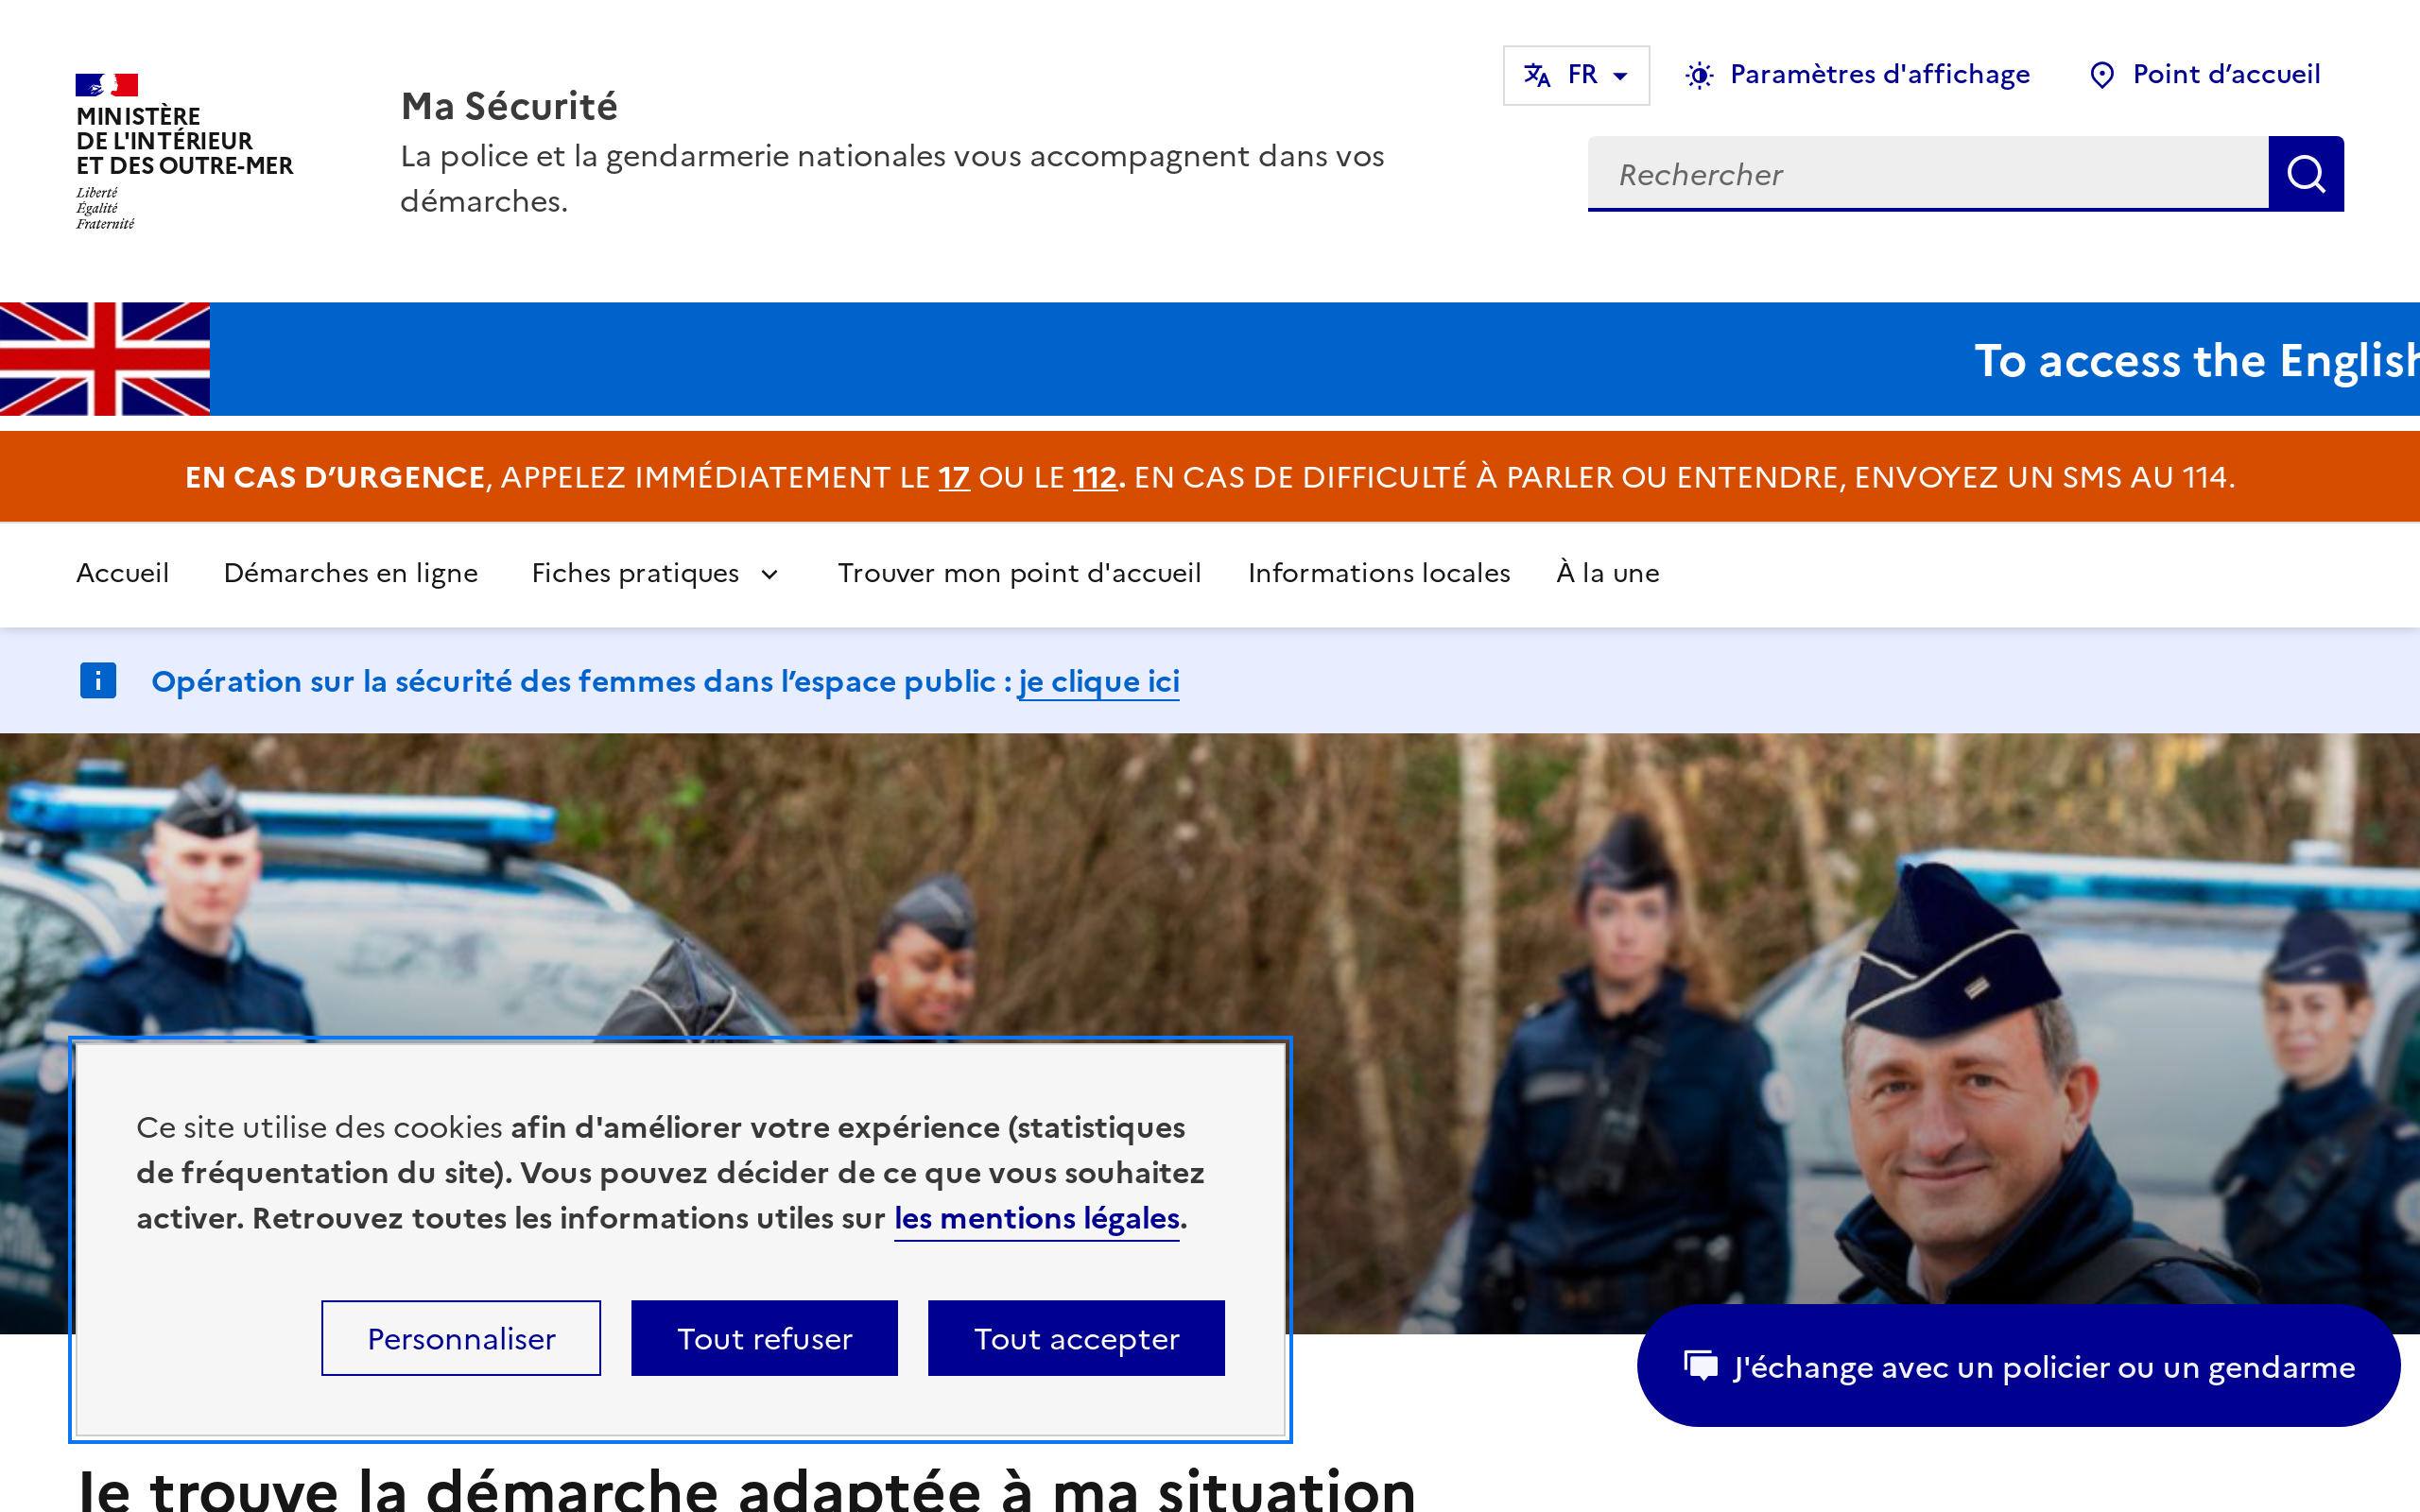 MINISTÈRE
DE L'INTÉRIEUR
ET DES OUTRE-MER
Liberté
Égalité
Fraternité
Ma Sécurité
La police et la gendarmerie nationales vous accompagnent dans vos
démarches.
FR
Paramètres d'affichage
Point d’accueil
Rechercher
To access the English
EN CAS D’URGENCE, APPELEZ IMMÉDIATEMENT LE 17 OU LE 112. EN CAS DE DIFFICULTÉ À PARLER OU ENTENDRE, ENVOYEZ UN SMS AU 114.
Accueil
Démarches en ligne
Fiches pratiques
Trouver mon point d'accueil
Informations locales
À la une
Opération sur la sécurité des femmes dans l’espace public : je clique ici
Ce site utilise des cookies afin d'améliorer votre expérience (statistiques
de fréquentation du site). Vous pouvez décider de ce que vous souhaitez
activer. Retrouvez toutes les informations utiles sur les mentions légales.
Personnaliser
Tout refuser
Tout accepter
J'échange avec un policier ou un gendarme
Je trouve la démarche adaptée à ma situation